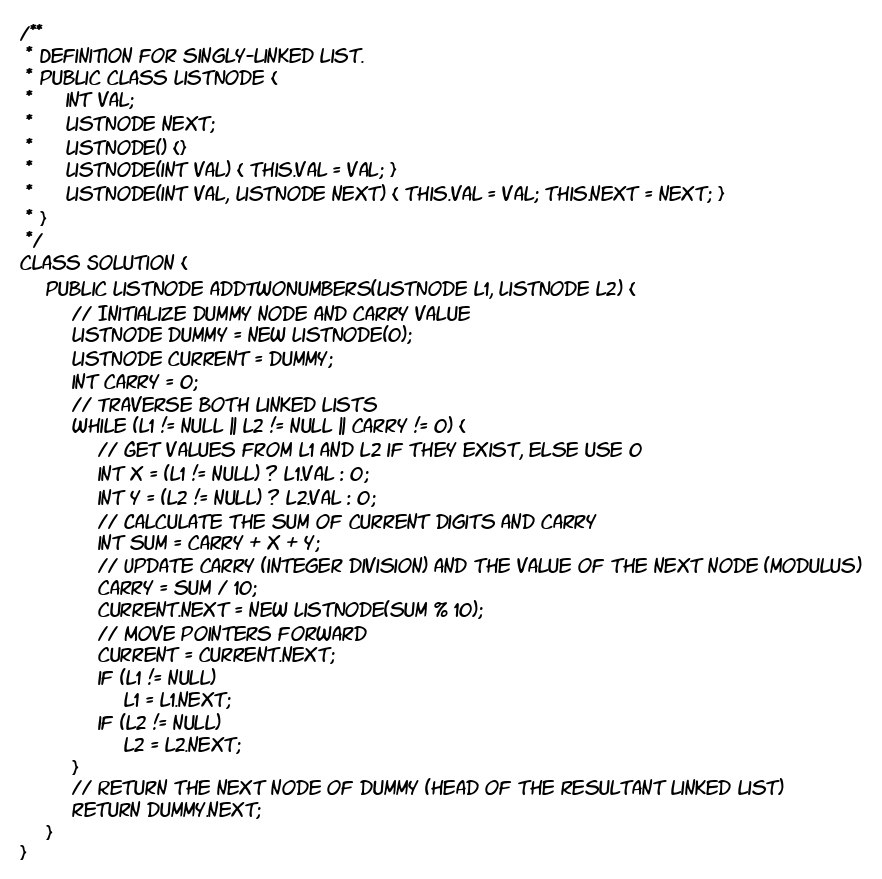 /**
 * DEFINITION FOR SINGLY-LINKED LIST.
 * PUBLIC CLASS LISTNODE {
 *     INT VAL;
 *     LISTNODE NEXT;
 *     LISTNODE() {}
 *     LISTNODE(INT VAL) { THIS.VAL = VAL; }
 *     LISTNODE(INT VAL, LISTNODE NEXT) { THIS.VAL = VAL; THIS.NEXT = NEXT; }
 * }
 */
CLASS SOLUTION {
    PUBLIC LISTNODE ADDTWONUMBERS(LISTNODE L1, LISTNODE L2) {
        // INITIALIZE DUMMY NODE AND CARRY VALUE
        LISTNODE DUMMY = NEW LISTNODE(0);
        LISTNODE CURRENT = DUMMY;
        INT CARRY = 0;
        // TRAVERSE BOTH LINKED LISTS
        WHILE (L1 != NULL || L2 != NULL || CARRY != 0) {
            // GET VALUES FROM L1 AND L2 IF THEY EXIST, ELSE USE 0
            INT X = (L1 != NULL) ? L1.VAL : 0;
            INT Y = (L2 != NULL) ? L2.VAL : 0;
            // CALCULATE THE SUM OF CURRENT DIGITS AND CARRY
            INT SUM = CARRY + X + Y;
            // UPDATE CARRY (INTEGER DIVISION) AND THE VALUE OF THE NEXT NODE (MODULUS)
            CARRY = SUM / 10;
            CURRENT.NEXT = NEW LISTNODE(SUM % 10);
            // MOVE POINTERS FORWARD
            CURRENT = CURRENT.NEXT;
            IF (L1 != NULL)
                L1 = L1.NEXT;
            IF (L2 != NULL)
                L2 = L2.NEXT;
        }
        // RETURN THE NEXT NODE OF DUMMY (HEAD OF THE RESULTANT LINKED LIST)
        RETURN DUMMY.NEXT;
    }
}